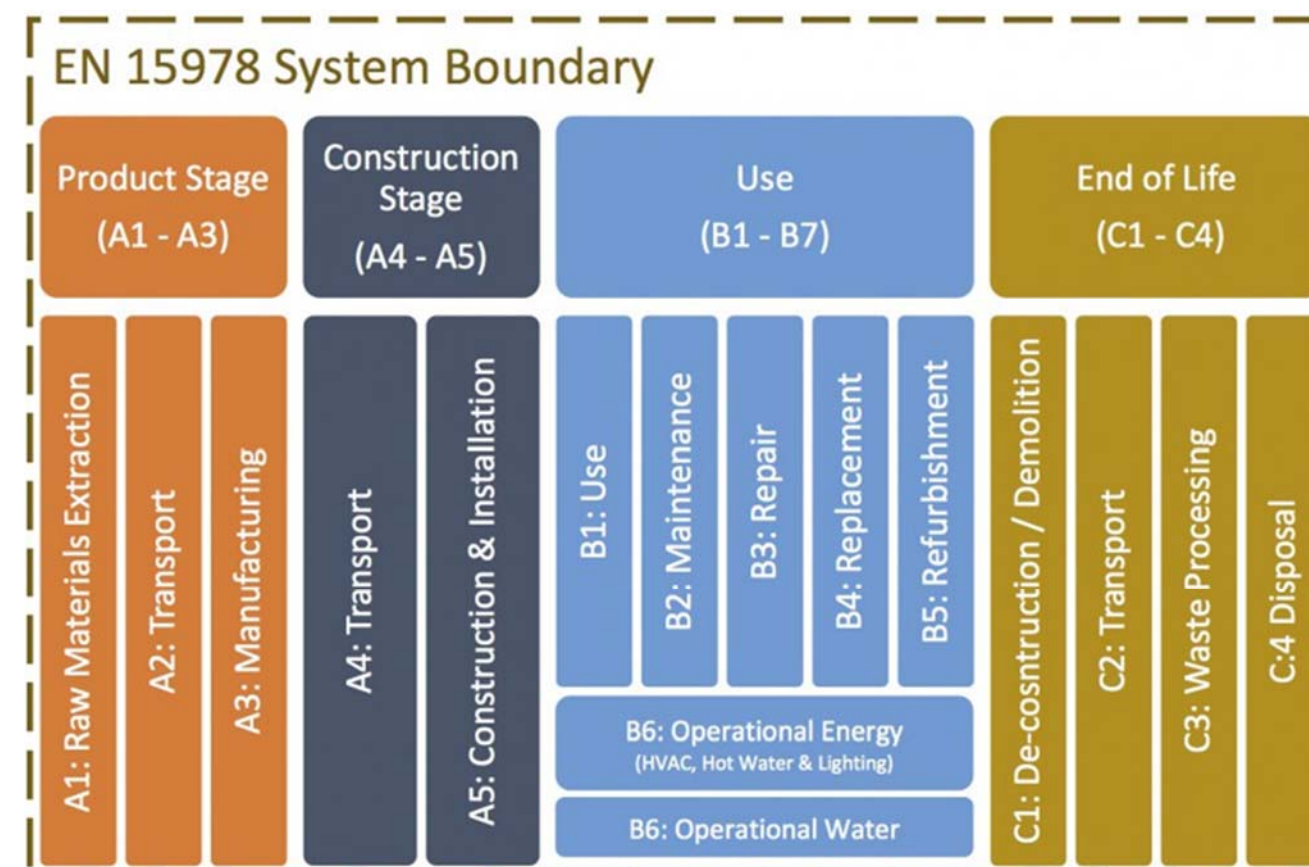 EN 15978 System Boundary
Product Stage
(A1 - A3)
Construction
Stage
(A4 - A5)
Use
(B1 - B7)
End of Life
(C1 - C4)
A1: Raw Materials Extraction
A2: Transport
A3: Manufacturing
A4: Transport
A5: Construction & Installation
B1: Use
B2: Maintenance
B3: Repair
B4: Replacement
B5: Refurbishment
B6: Operational Energy
(HVAC, Hot Water & Lighting)
B6: Operational Water
C1: De-cosntruction / Demolition
C2: Transport
C3: Waste Processing
C:4 Disposal